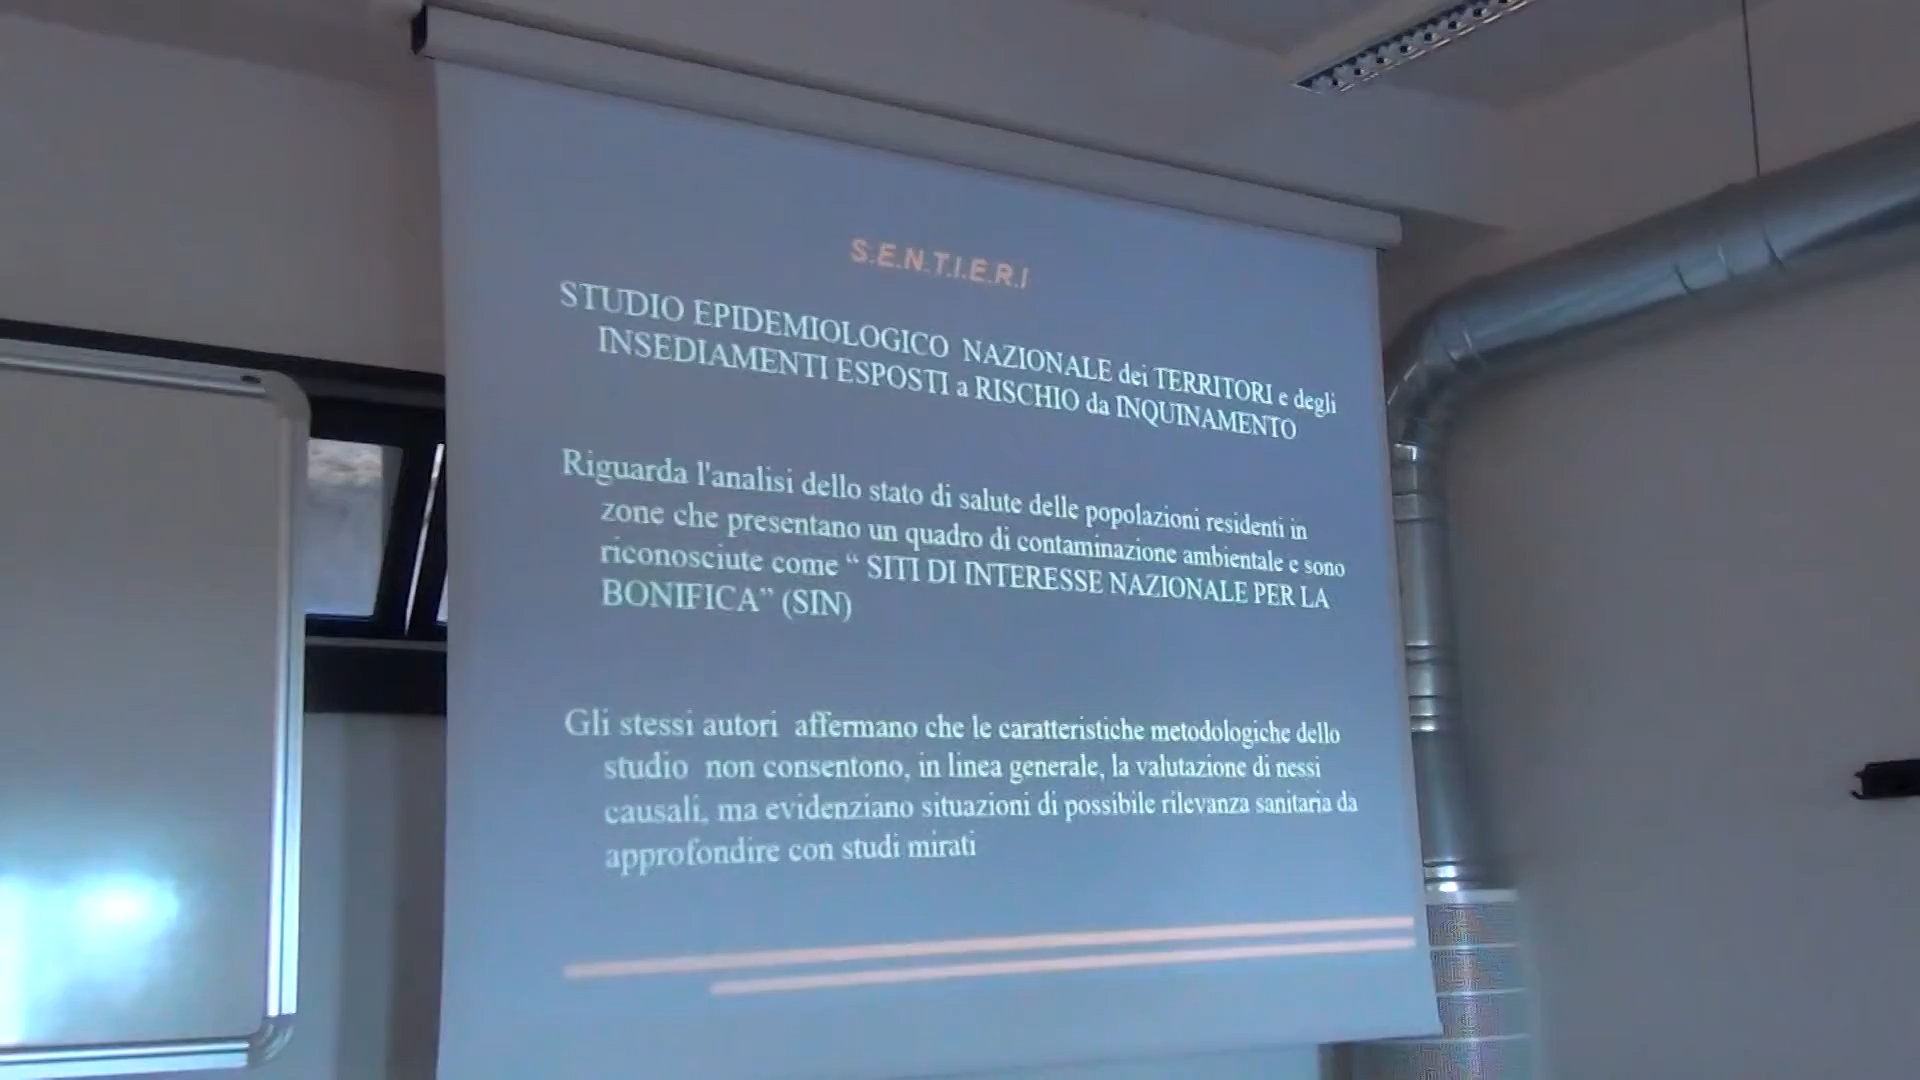 S.E.N.T.I.E.R.I
STUDIO EPIDEMIOLOGICO NAZIONALE dei TERRITORI e degli
INSEDIAMENTI ESPOSTI a RISCHIO da INQUINAMENTO
Riguarda l'analisi dello stato di salute delle popolazioni residenti in
zone che presentano un quadro di contaminazione ambientale e sono
riconosciute come “ SITI DI INTERESSE NAZIONALE PER LA
BONIFICA” (SIN)
Gli stessi autori affermano che le caratteristiche metodologiche dello
studio non consentono, in linea generale, la valutazione di nessi
causali, ma evidenziano situazioni di possibile rilevanza sanitaria da
approfondire con studi mirati